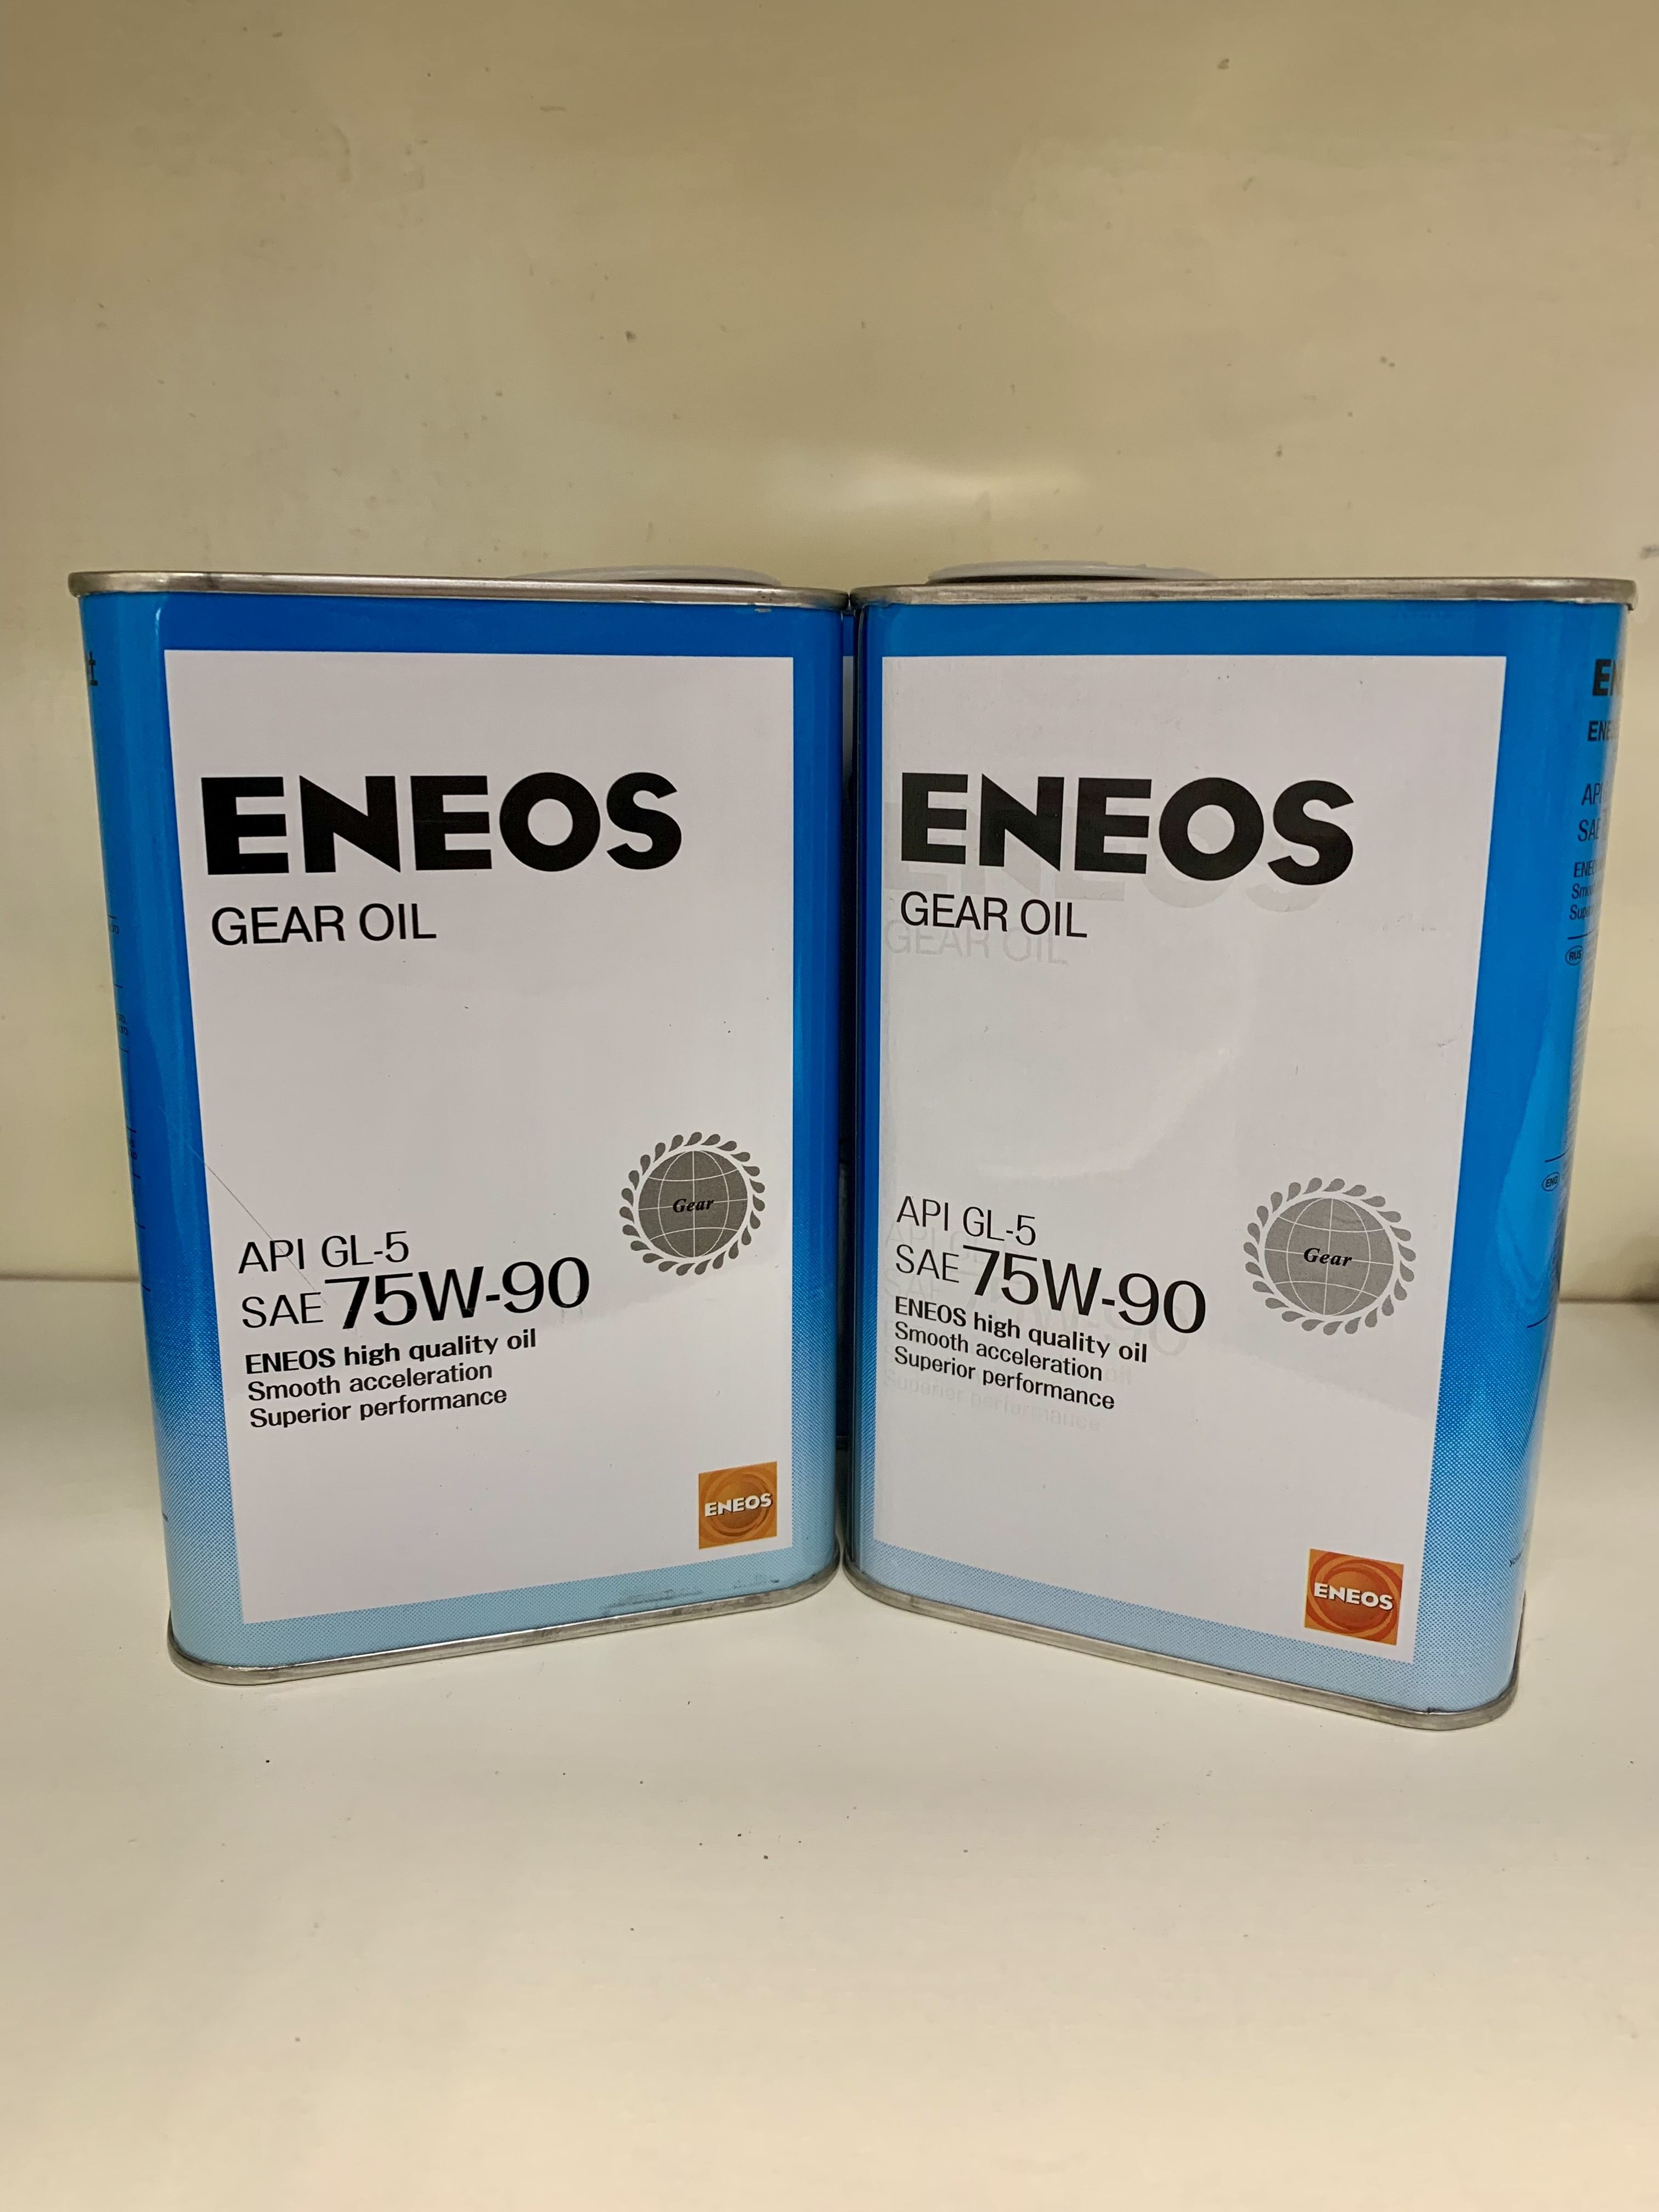 ENEOS
GEAR OIL
Gear
API GL-5
SAE 75W-90
ENEOS high quality oil
Smooth acceleration
Superior performance
ENEOS
ENEOS
GEAR OIL
Gear
API GL-5
SAE 75W-90
ENEOS high quality oil
Smooth acceleration
Superior performance
ENEOS
RUS
ENG